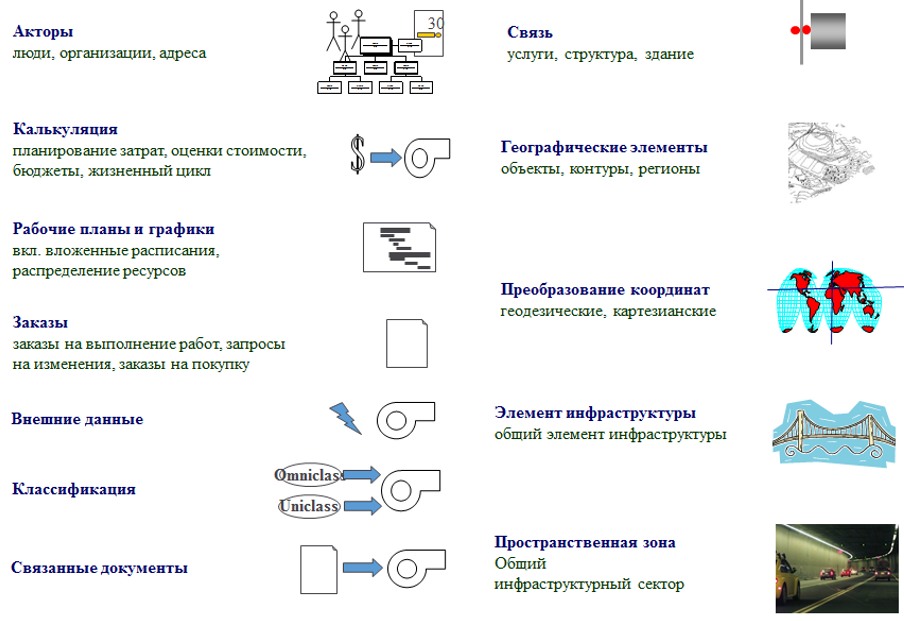 Акторы
люди, организации, адреса
30
Калькуляция
планирование затрат, оценки стоимости,
бюджеты, жизненный цикл
$
Рабочие планы и графики
вкл. вложенные расписания,
распределение ресурсов
Заказы
заказы на выполнение работ, запросы
на изменения, заказы на покупку
Внешние данные
Классификация
Omniclass
Uniclass
Связанные документы
Связь
услуги, структура, здание
Географические элементы
объекты, контуры, регионы
Преобразование координат
геодезические, картезианские
Элемент инфраструктуры
общий элемент инфраструктуры
Пространственная зона
Общий
инфраструктурный сектор